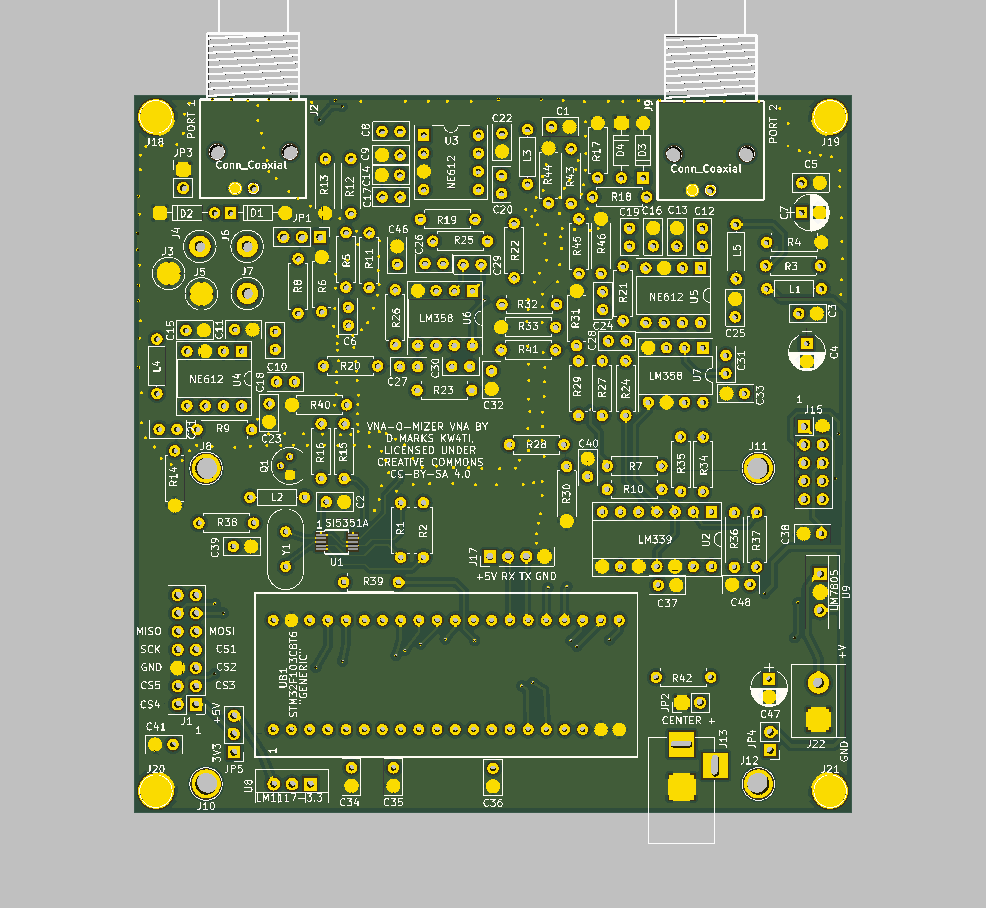 PORT 1
J2
J9
PORT 2
J18
J19
Conn_Coaxial
Conn_Coaxial
C8
C9
C14
C17
U3
NE612
C22
C20
L3
C1
R44
R43
R17
D4
D3
R18
C5
C7
JP3
R13
R12
D2
D1
JP1
J4
J6
J3
J5
J7
R19
R25
C26
C29
R22
C46
R5
R11
R8
R6
C6
R45
R46
C19
C16
C13
C12
L5
R4
R3
L1
C3
C4
C25
R21
NE612
U5
C24
R26
LM358
U6
R32
R33
R41
R31
C28
C15
C11
C10
L4
NE612
U4
C18
C23
R9
R20
C27
C30
R23
C32
R40
R29
R27
R24
LM358
U7
C31
C33
VNA-O-MIZER VNA BY
D-MARKS KW4TI,
LICENSED UNDER
CREATIVE COMMONS
CC-BY-SA 4.0
R28
C40
R30
R7
R10
R35
R34
J11
1
J15
J8
R14
Q1
R16
R15
L2
C2
R38
C39
Y1
1
SI5351A
U1
R1
R2
R39
J17
+5V RX TX GND
LM339
U2
R36
R37
C38
C37
C48
LM7805
U9
MISO
MOSI
SCK
CS1
GND
CS2
CS5
CS3
CS4
J1
1
UB1
STM32F103C8T6
"GENERIC"
1
+5V
3V3
JP5
C41
J20
J10
U8
LM1117-3.3
C34
C35
C36
R42
JP2
CENTER +
J13
C47
JP4
J12
+V
J22
GND
J21